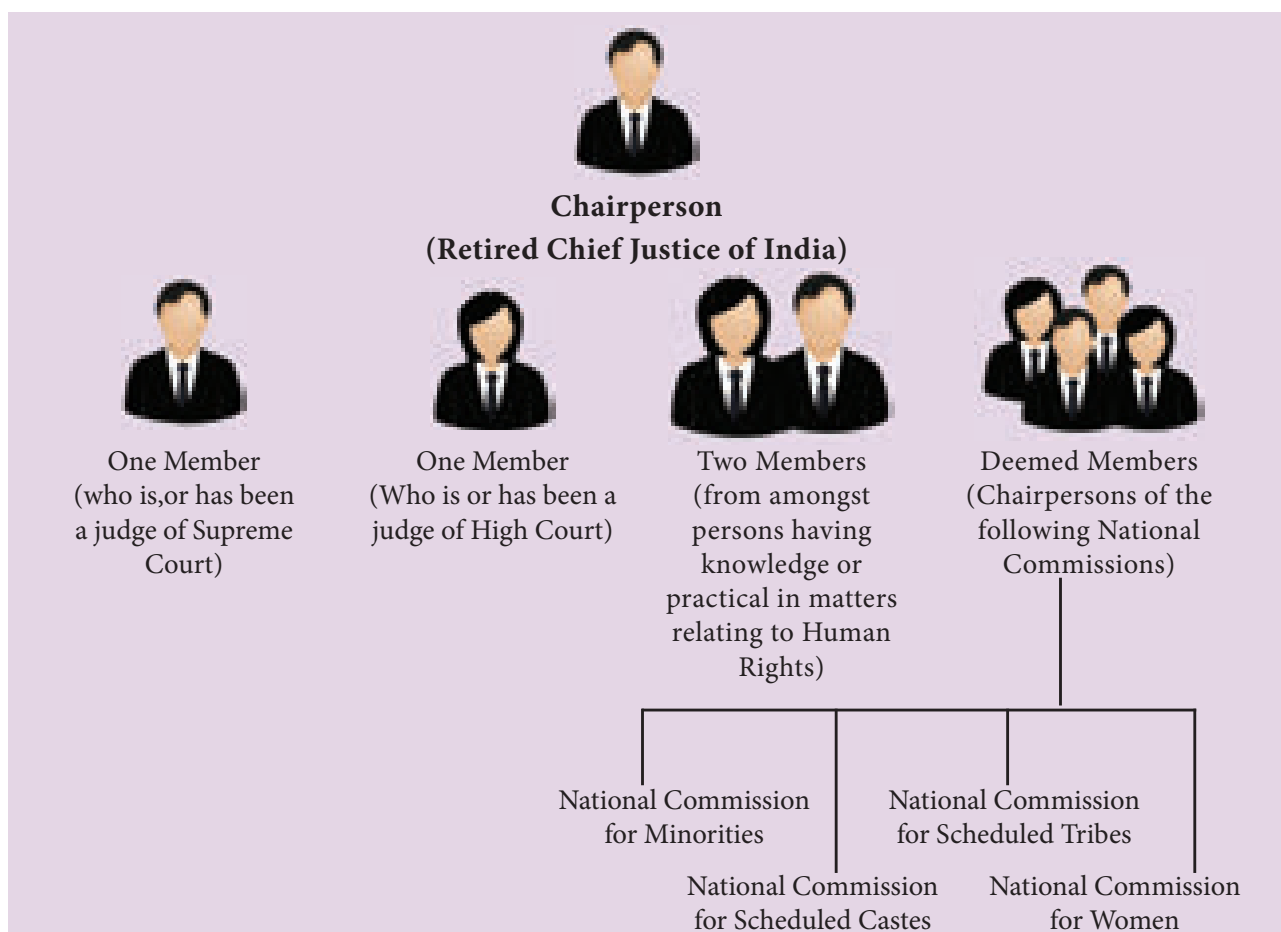 Chairperson
(Retired Chief Justice of India)
One Member
(who is,or has been
a judge of Supreme
Court)
One Member
(Who is or has been a
judge of High Court)
Two Members
(from amongst
persons having
knowledge or
practical in matters
relating to Human
Rights)
Deemed Members
(Chairpersons of the
following National
Commissions)
National Commission
for Minorities
National Commission
for Scheduled Castes
National Commission
for Scheduled Tribes
National Commission
for Women